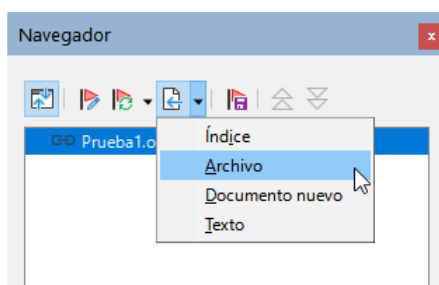 Navegador
x
Prueba1.o
Índice
Archivo
Documento nuevo
Texto